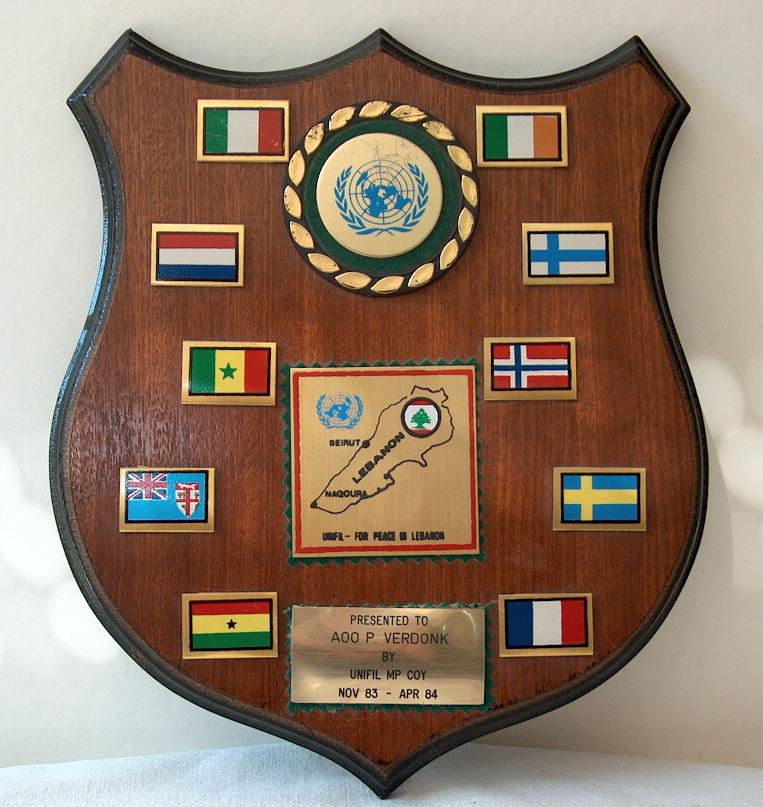 BEIRUT
LEBANON
NAQOURA
UNIFIL - FOR PEACE IN LEBANON
PRESENTED TO
AOO P. VERDONK
BY
UNIFIL MP COY
NOV 83 - APR 84